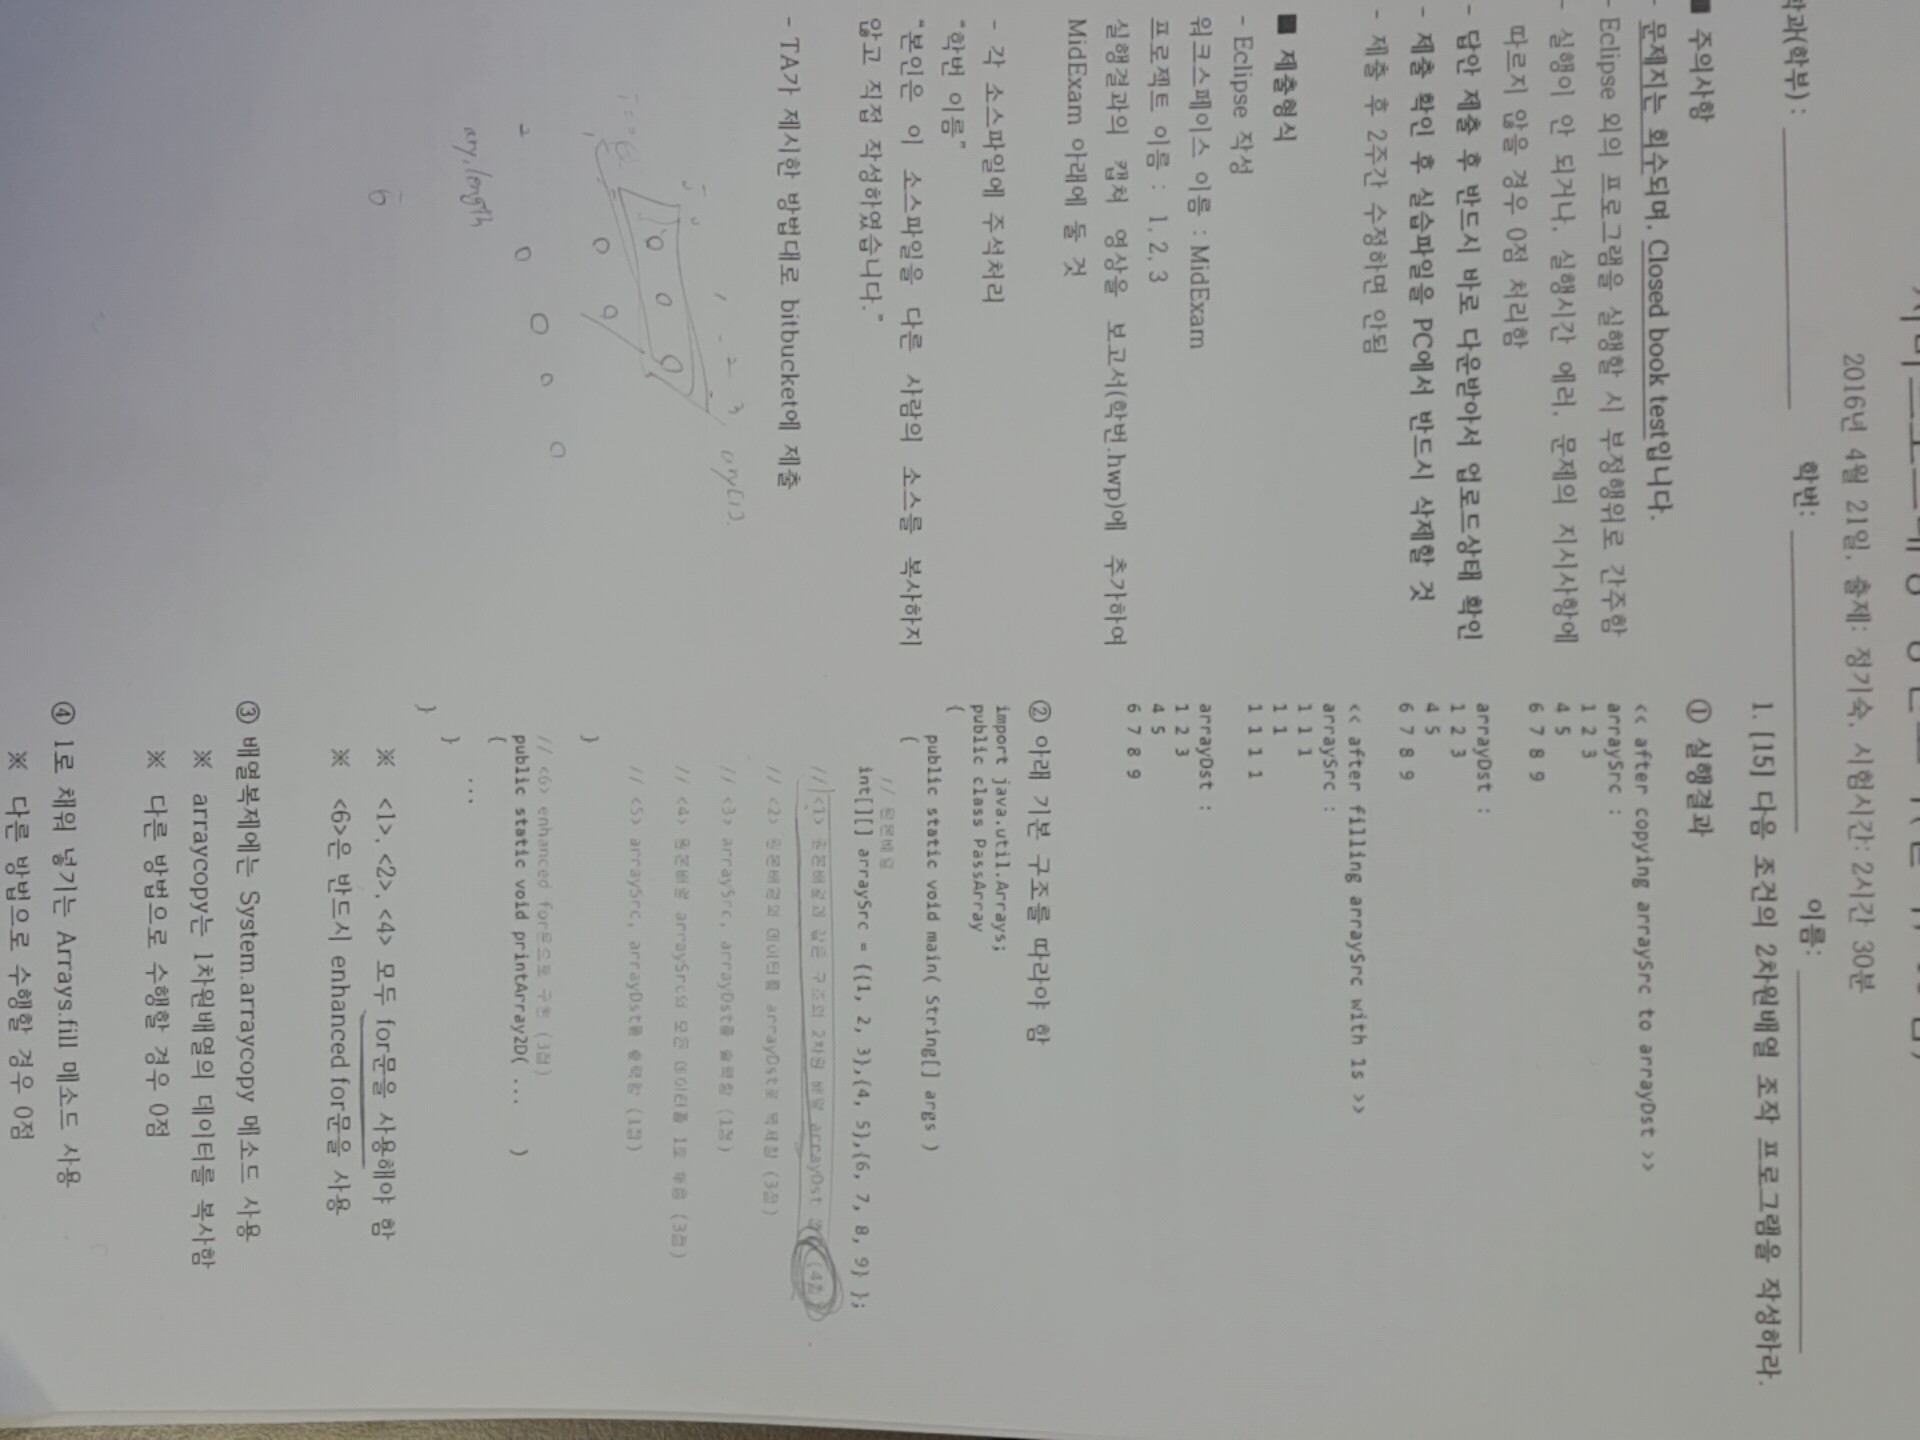 2016년 4월 21일, 출제: 정기숙, 시험시간: 2시간 30분
학과(학부) :
학번:
이름:
■ 주의사항
- 문제지는 회수되며, Closed book test입니다.
- Eclipse 외의 프로그램을 실행할 시 부정행위로 간주함
- 실행이 안 되거나, 실행시간 에러, 문제의 지시사항에
따르지 않을 경우 0점 처리함
- 답안 제출 후 반드시 바로 다운받아서 업로드상태 확인
- 제출 확인 후 실습파일을 PC에서 반드시 삭제할 것
- 제출 후 2주간 수정하면 안됨
■ 제출형식
- Eclipse 작성
워크스페이스 이름 : MidExam
프로젝트 이름 : 1, 2, 3
실행결과의 캡쳐 영상을 보고서(학번.hwp)에 추가하여
MidExam 아래에 둘 것
- 각 소스파일에 주석처리
“학번 이름”
“본인은 이 소스파일을 다른 사람의 소스를 복사하지
않고 직접 작성하였습니다.”
- TA가 제시한 방법대로 bitbucket에 제출
1 2 3 ary[i].
ary.length
1. [15] 다음 조건의 2차원배열 조작 프로그램을 작성하라.
① 실행결과
<< after copying arraySrc to arrayDst >>
arraySrc :
1 2 3
4 5
6 7 8 9
arrayDst :
1 2 3
4 5
6 7 8 9
<< after filling arraySrc with 1s >>
arraySrc :
1 1 1
1 1
1 1 1 1
arrayDst :
1 2 3
4 5
6 7 8 9
② 아래 기본 구조를 따라야 함
import java.util.Arrays;
public class PassArray
{
public static void main( String[] args )
{
// 원본배열
int[][] arraySrc = {{1, 2, 3},{4, 5},{6, 7, 8, 9} };
// <1> 원본배열과 같은 구조의 2차원 배열 arrayDst (4점)
// <2> 원본배열의 데이터를 arrayDst로 복제함 (3점)
// <3> arraySrc, arrayDst를 출력함 (1점)
// <4> 원본배열 arraySrc의 모든 데이터를 1로 채움 (3점)
// <5> arraySrc, arrayDst를 출력함 (1점)
}
// <6> enhanced for문으로 구현 (3점)
public static void printArray2D( ... )
{
...
}
}
※ <1>, <2>, <4> 모두 for문을 사용해야 함
※ <6>은 반드시 enhanced for문을 사용
③ 배열복제에는 System.arraycopy 메소드 사용
※ arraycopy는 1차원배열의 데이터를 복사함
※ 다른 방법으로 수행할 경우 0점
④ 1로 채워 넣기는 Arrays.fill 메소드 사용
※ 다른 방법으로 수행할 경우 0점